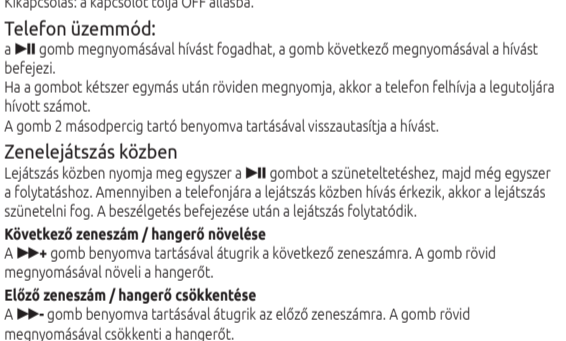 Kikapcsolás: a kapcsolót tolja OFF állásba.
Telefon üzemmód:
a ▶II gomb megnyomásával hívást fogadhat, a gomb következő megnyomásával a hívást
befejezi.
Ha a gombot kétszer egymás után röviden megnyomja, akkor a telefon felhívja a legutoljára
hívott számot.
A gomb 2 másodpercig tartó benyomva tartásával visszautasítja a hívást.
Zenelejátszás közben
Lejátszás közben nyomja meg egyszer a ▶II gombot a szüneteltetéshez, majd még egyszer
a folytatáshoz. Amennyiben a telefonjára a lejátszás közben hívás érkezik, akkor a lejátszás
szünetelni fog. A beszélgetés befejezése után a lejátszás folytatódik.
Következő zeneszám / hangerő növelése
A ▶▶+ gomb benyomva tartásával átugrik a következő zeneszámra. A gomb rövid
megnyomásával növeli a hangerőt.
Előző zeneszám / hangerő csökkentése
A ▶▶- gomb benyomva tartásával átugrik az előző zeneszámra. A gomb rövid
megnyomásával csökkenti a hangerőt.